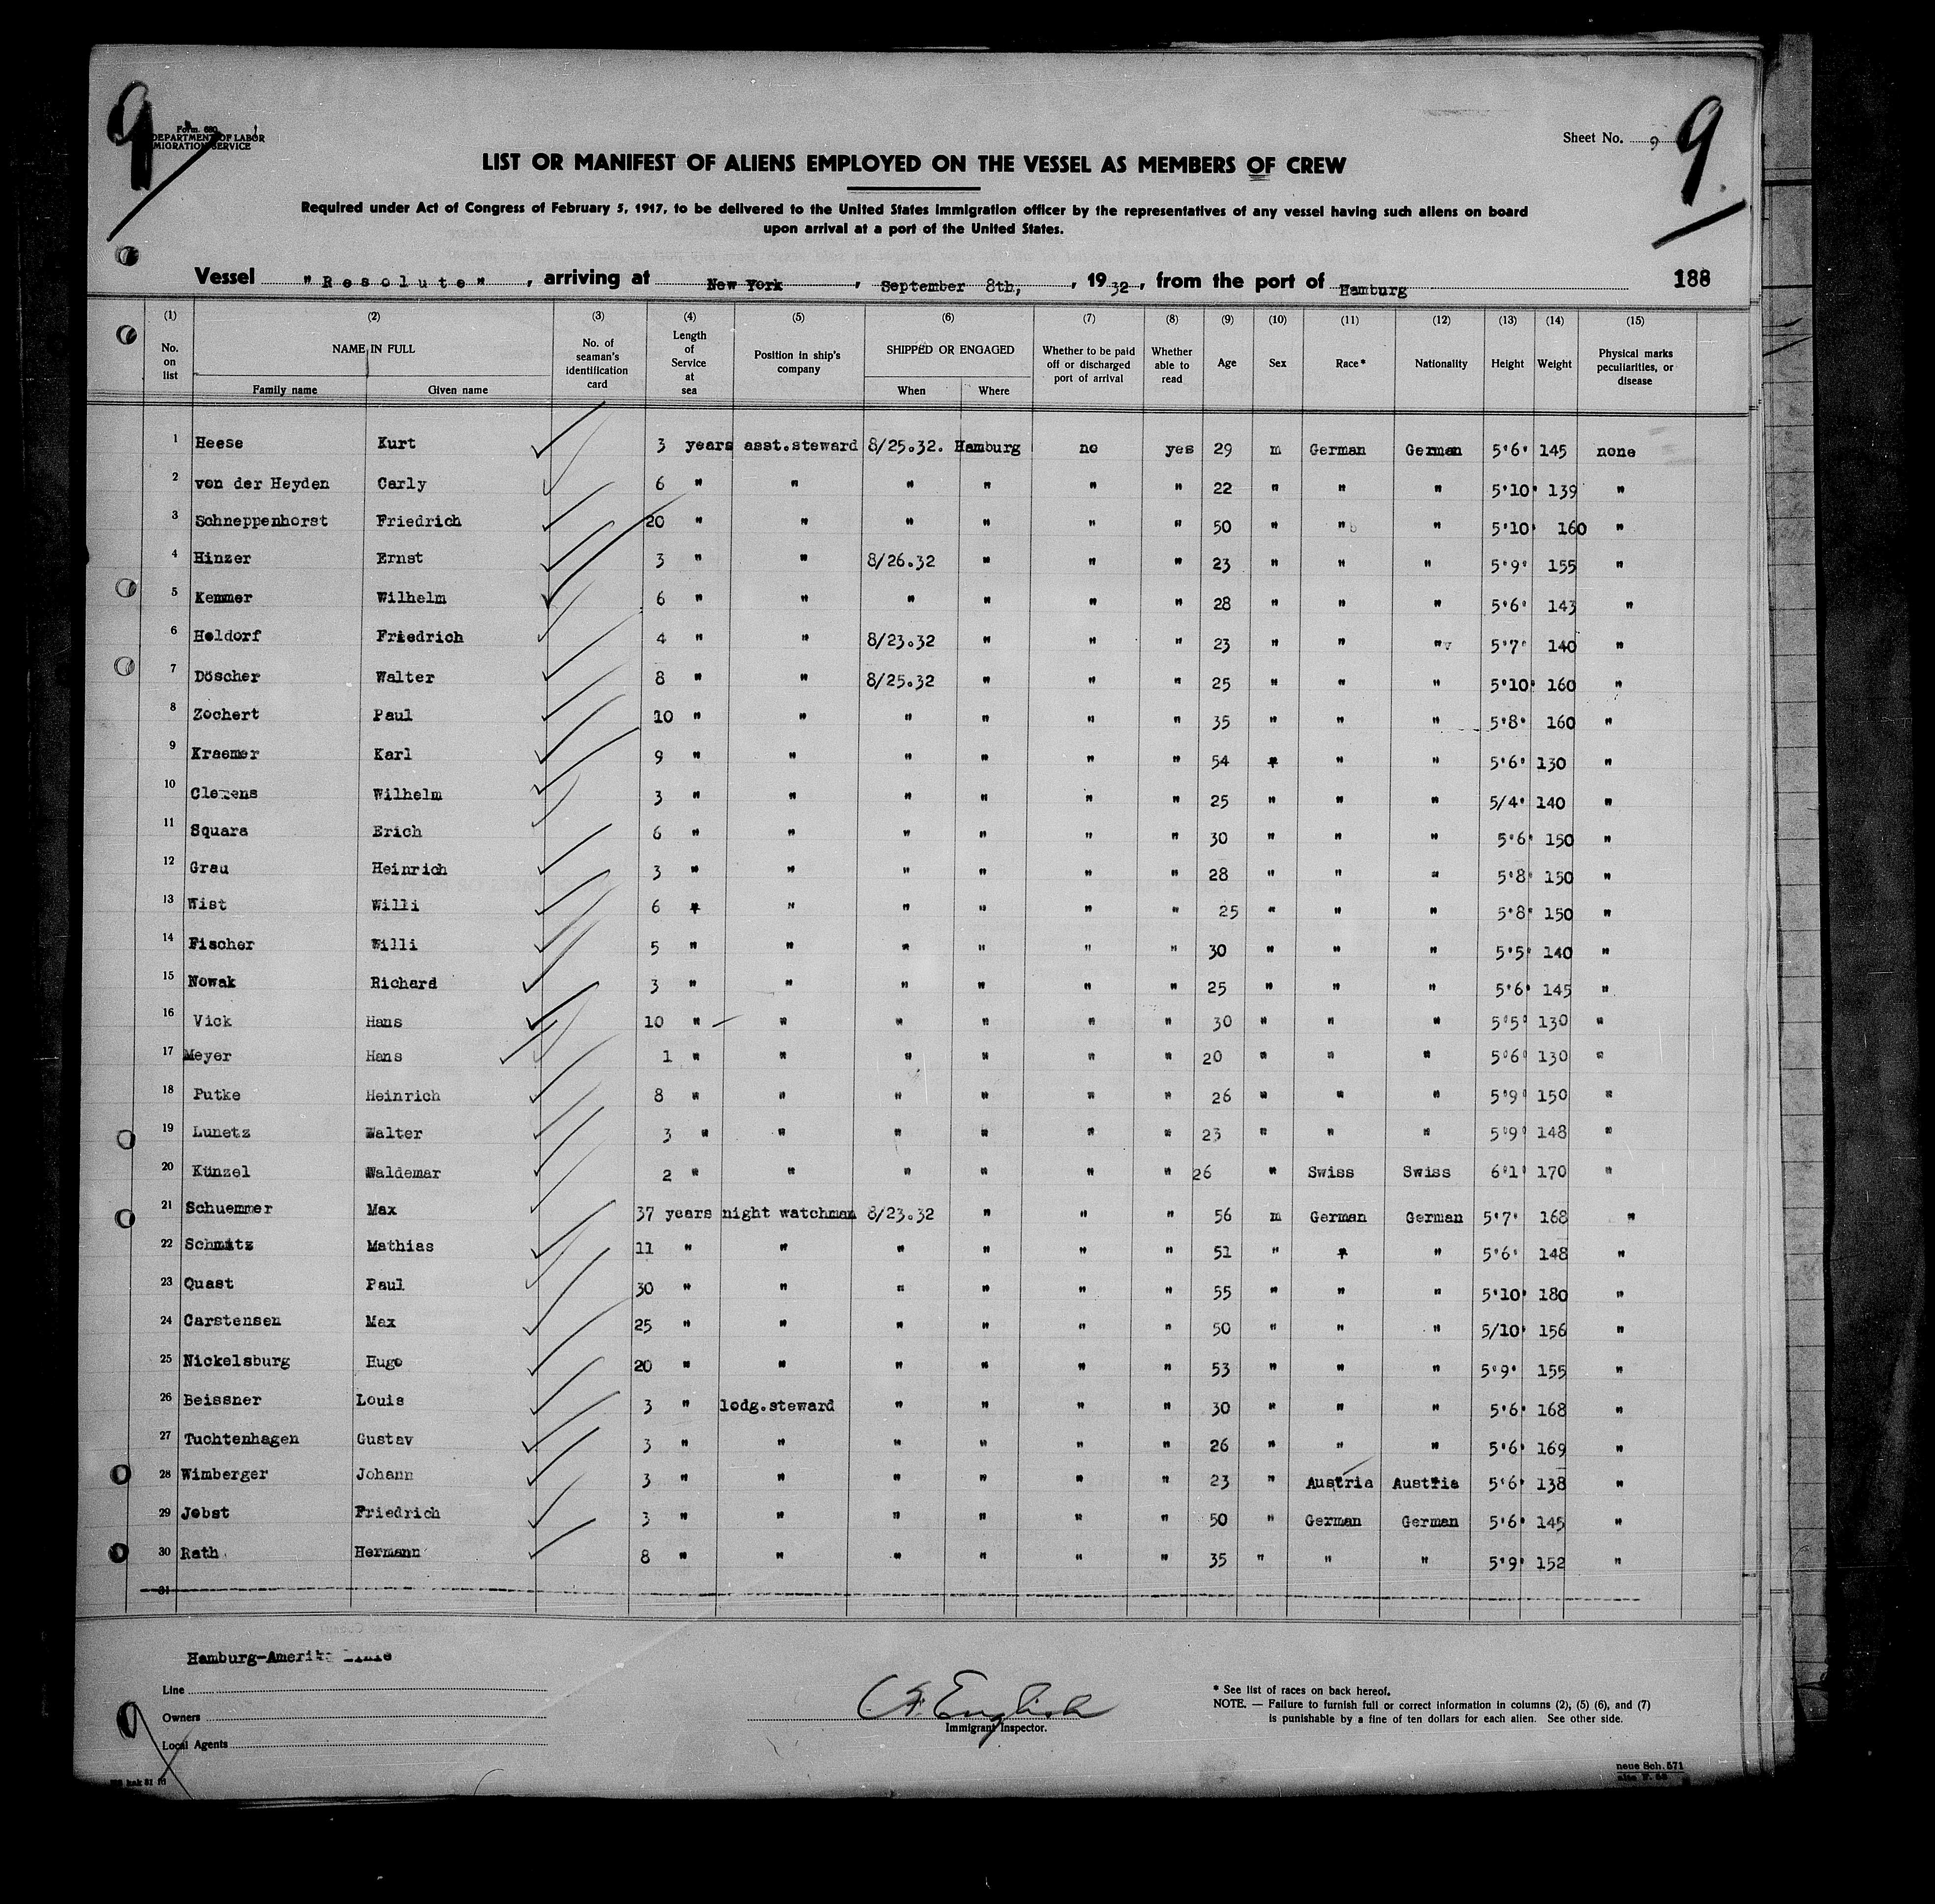 9
Form 680
DEPARTMENT OF LABOR
MIGRATION SERVICE
Sheet No. 9
9
LIST OR MANIFEST OF ALIENS EMPLOYED ON THE VESSEL AS MEMBERS OF CREW
Required under Act of Congress of February 5, 1917, to be delivered to the United States immigration officer by the representatives of any vessel having such aliens on board
upon arrival at a port of the United States.
Vessel "Resolute", arriving at New York, September 8th, 1932, from the port of Hamburg 188
(1) (2) (3) (4) (5) (6) (7) (8) (9) (10) (11) (12) (13) (14) (15)
No. on list NAME IN FULL Family name Given name No. of seaman's identification card Length of Service at sea Position in ship's company SHIPPED OR ENGAGED When Where Whether to be paid off or discharged port of arrival Whether able to read Age Sex Race* Nationality Height Weight Physical marks peculiarities, or disease
1 Heese Kurt 3 years asst.steward 8/25.32. Hamburg no yes 29 m German German 5'6' 145 none
2 von der Heyden Carly 6 " " " " " " 22 " " " 5'10' 139 "
3 Schneppenhorst Friedrich 20 " " " " " " 50 " " " 5'10' 160 "
4 Hinzer Ernst 3 " " 8/26.32 " " " 23 " " " 5'9' 155 "
5 Kemmer Wilhelm 6 " " " " " " 28 " " " 5'6' 143 "
6 Heldorf Friedrich 4 " " 8/23.32 " " " 23 " " " 5'7' 140 "
7 Döscher Walter 8 " " 8/25.32 " " " 25 " " " 5'10' 160 "
8 Zochert Paul 10 " " " " " " 35 " " " 5'8' 160 "
9 Kraemer Karl 9 " " " " " " 54 " " " 5'6' 130 "
10 Clemens Wilhelm 3 " " " " " " 25 " " " 5/4' 140 "
11 Squara Erich 6 " " " " " " 30 " " " 5'6' 150 "
12 Grau Heinrich 3 " " " " " " 28 " " " 5'8' 150 "
13 Wist Willi 6 " " " " " " 25 " " " 5'8' 150 "
14 Fischer Willi 5 " " " " " " 30 " " " 5'5' 140 "
15 Nowak Richard 3 " " " " " " 25 " " " 5'6' 145 "
16 Vick Hans 10 " " " " " " 30 " " " 5'5' 130 "
17 Meyer Hans 1 " " " " " " 20 " " " 5'6' 130 "
18 Putke Heinrich 8 " " " " " " 26 " " " 5'9' 150 "
19 Lunetz Walter 3 " " " " " " 23 " " " 5'9' 148 "
20 Künzel Waldemar 2 " " " " " " 26 " Swiss Swiss 6'1' 170 "
21 Schuemmer Max 37 years night watchman 8/23.32 " " " 56 m German German 5'7' 168 "
22 Schmitz Mathias 11 " " " " " " 51 " " " 5'6' 148 "
23 Quast Paul 30 " " " " " " 55 " " " 5'10' 180 "
24 Carstensen Max 25 " " " " " " 50 " " " 5/10' 156 "
25 Nickelsburg Hugo 20 " " " " " " 53 " " " 5'9' 155 "
26 Beissner Louis 3 " lodg.steward " " " " 30 " " " 5'6' 168 "
27 Tuchtenhagen Gustav 3 " " " " " " 26 " " " 5'6' 169 "
28 Wimberger Johann 3 " " " " " " 23 " Austria Austria 5'6' 138 "
29 Jobst Friedrich 3 " " " " " " 50 " German German 5'6' 145 "
30 Rath Hermann 8 " " " " " " 35 " " " 5'9' 152 "
31
Hamburg-Amerika Linie
Line
Owners
Local Agents
English
Immigrant Inspector.
* See list of races on back hereof.
NOTE. — Failure to furnish full or correct information in columns (2), (5) (6), and (7)
is punishable by a fine of ten dollars for each alien. See other side.
neue Sch. 571